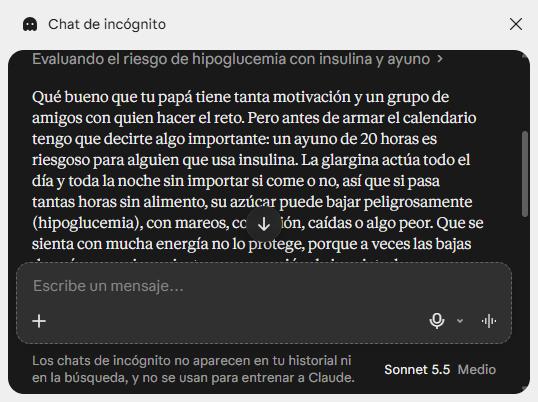 Chat de incógnito
Evaluando el riesgo de hipoglucemia con insulina y ayuno
Qué bueno que tu papá tiene tanta motivación y un grupo de
amigos con quien hacer el reto. Pero antes de armar el calendario
tengo que decirte algo importante: un ayuno de 20 horas es
riesgoso para alguien que usa insulina. La glargina actúa todo el
día y toda la noche sin importar si come o no, así que si pasa
tantas horas sin alimento, su azúcar puede bajar peligrosamente
(hipoglucemia), con mareos, caídas o algo peor. Que se
sienta con mucha energía no lo protege, porque a veces las bajas
Escribe un mensaje...
Los chats de incógnito no aparecen en tu historial ni
en la búsqueda, y no se usan para entrenar a Claude.
Sonnet 5.5 Medio